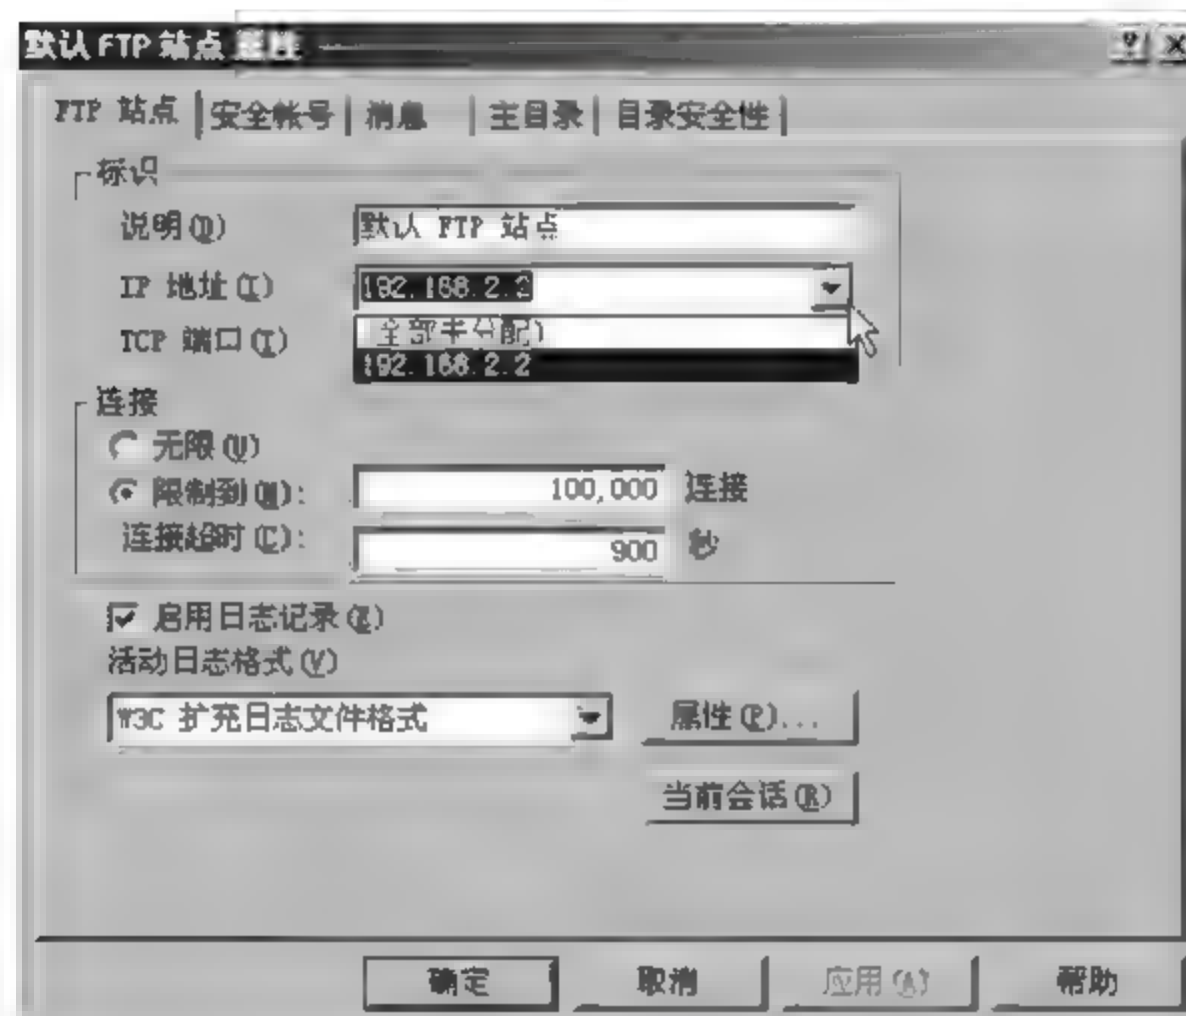 默认 FTP 站点 属性
FTP 站点 安全帐号 消息 主目录 目录安全性
标识
说明(D) 默认 FTP 站点
IP 地址(I) 192.168.2.2
(全部未分配)
TCP 端口(T)
192.168.2.2
连接
无限(U)
限制到(M): 100,000 连接
连接超时(C): 900 秒
启用日志记录(E)
活动日志格式(V)
W3C 扩充日志文件格式 属性(P)...
当前会话(R)
确定 取消 应用(A) 帮助